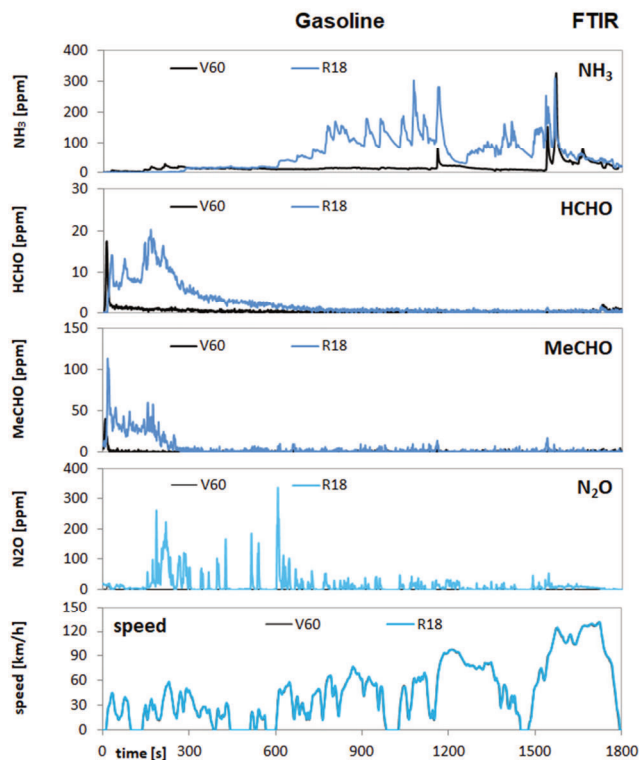 Gasoline FTIR
V60 R18 NH₃
NH₃ [ppm]
400
300
200
100
0
V60 R18 HCHO
HCHO [ppm]
30
20
10
0
V60 R18 MeCHO
MeCHO [ppm]
150
100
50
0
V60 R18 N₂O
N2O [ppm]
400
300
200
100
0
speed V60 R18
speed [km/h]
150
120
90
60
30
0
0 time [s] 300 600 900 1200 1500 1800